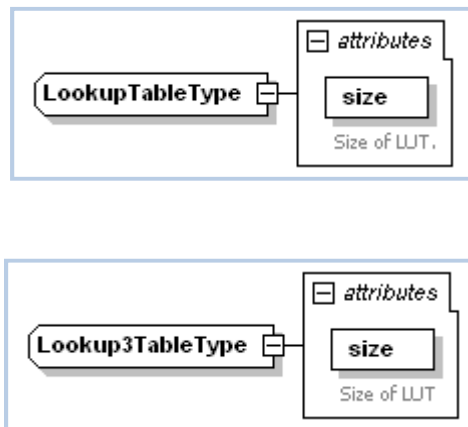 attributes
LookupTableType
size
Size of LUT.
attributes
Lookup3TableType
size
Size of LUT